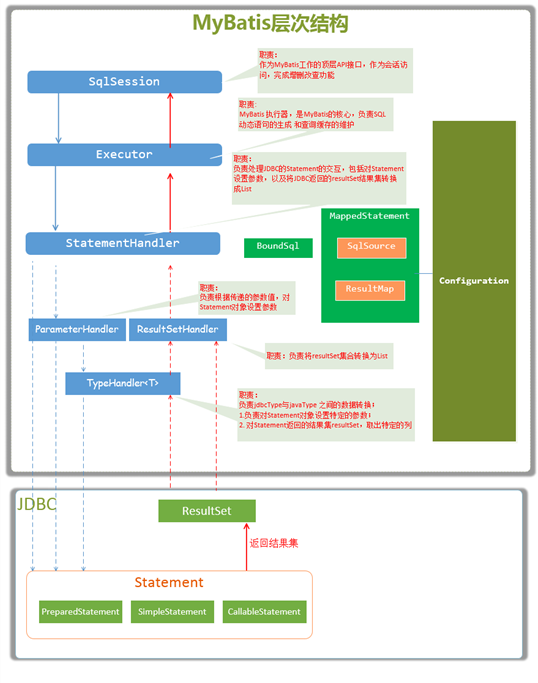 MyBatis层次结构
职责：
作为MyBatis工作的顶层API接口，作为会话访
问，完成增删改查功能
SqlSession
职责：
MyBatis 执行器，是MyBatis的核心，负责SQL
动态语句的生成 和查询缓存的维护
Executor
职责：
负责处理JDBC的Statement的交互，包括对Statement
设置参数，以及将JDBC返回的resultSet结果集转换
成List
StatementHandler
BoundSql
MappedStatement
SqlSource
ResultMap
Configuration
职责：
负责根据传递的参数值，对
Statement对象设置参数
ParameterHandler
ResultSetHandler
职责：负责将resultSet集合转换为List
TypeHandler<T>
职责：
负责jdbcType与javaType 之间的数据转换：
1.负责对Statement对象设置特定的参数；
2. 对Statement返回的结果集resultSet，取出特定的列
JDBC
ResultSet
返回结果集
Statement
PreparedStatement
SimpleStatement
CallableStatement